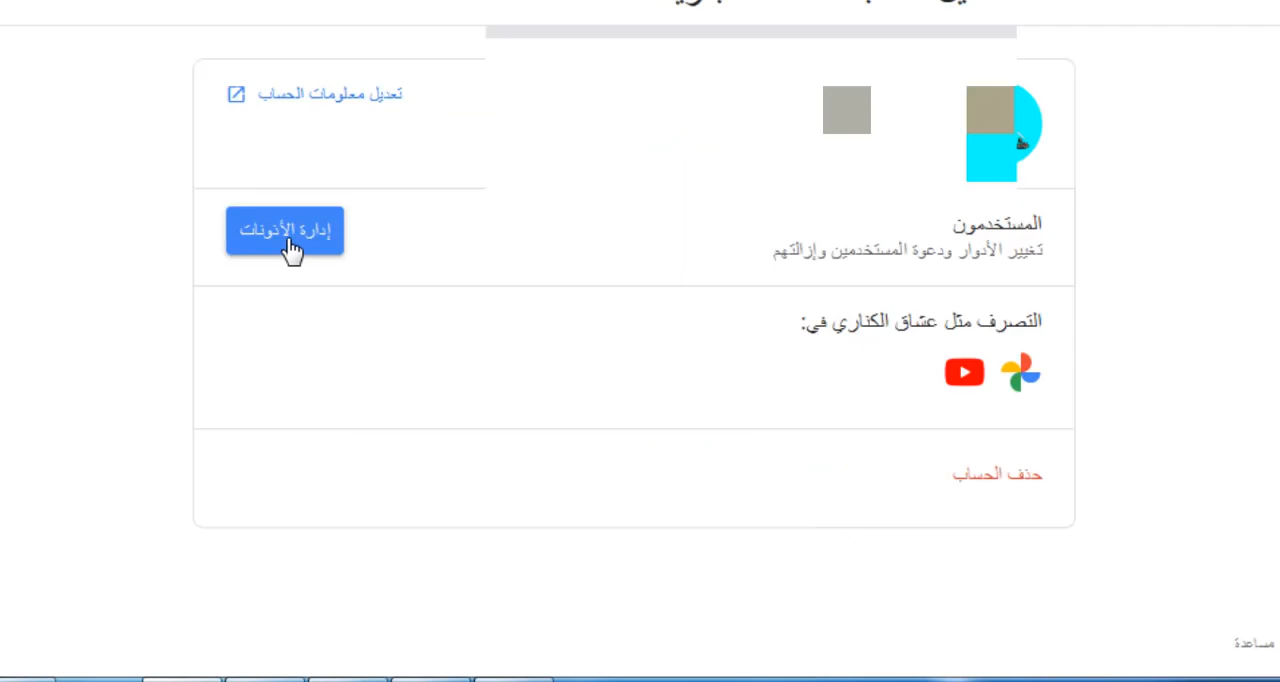 تعديل معلومات الحساب
المستخدمون
إدارة الأذونات
تغيير الأدوار ودعوة المستخدمين وإزالتهم
التصرف مثل عشاق الكناري في:
حذف الحساب
مساعدة